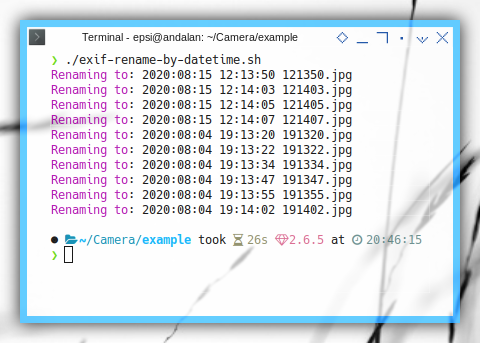 Terminal - epsi@andalan: ~/Camera/example
❯ ./exif-rename-by-datetime.sh
Renaming to: 2020:08:15 12:13:50 121350.jpg
Renaming to: 2020:08:15 12:14:03 121403.jpg
Renaming to: 2020:08:15 12:14:05 121405.jpg
Renaming to: 2020:08:15 12:14:07 121407.jpg
Renaming to: 2020:08:04 19:13:20 191320.jpg
Renaming to: 2020:08:04 19:13:22 191322.jpg
Renaming to: 2020:08:04 19:13:34 191334.jpg
Renaming to: 2020:08:04 19:13:47 191347.jpg
Renaming to: 2020:08:04 19:13:55 191355.jpg
Renaming to: 2020:08:04 19:14:02 191402.jpg
● ~/Camera/example took 26s 2.6.5 at 20:46:15
❯